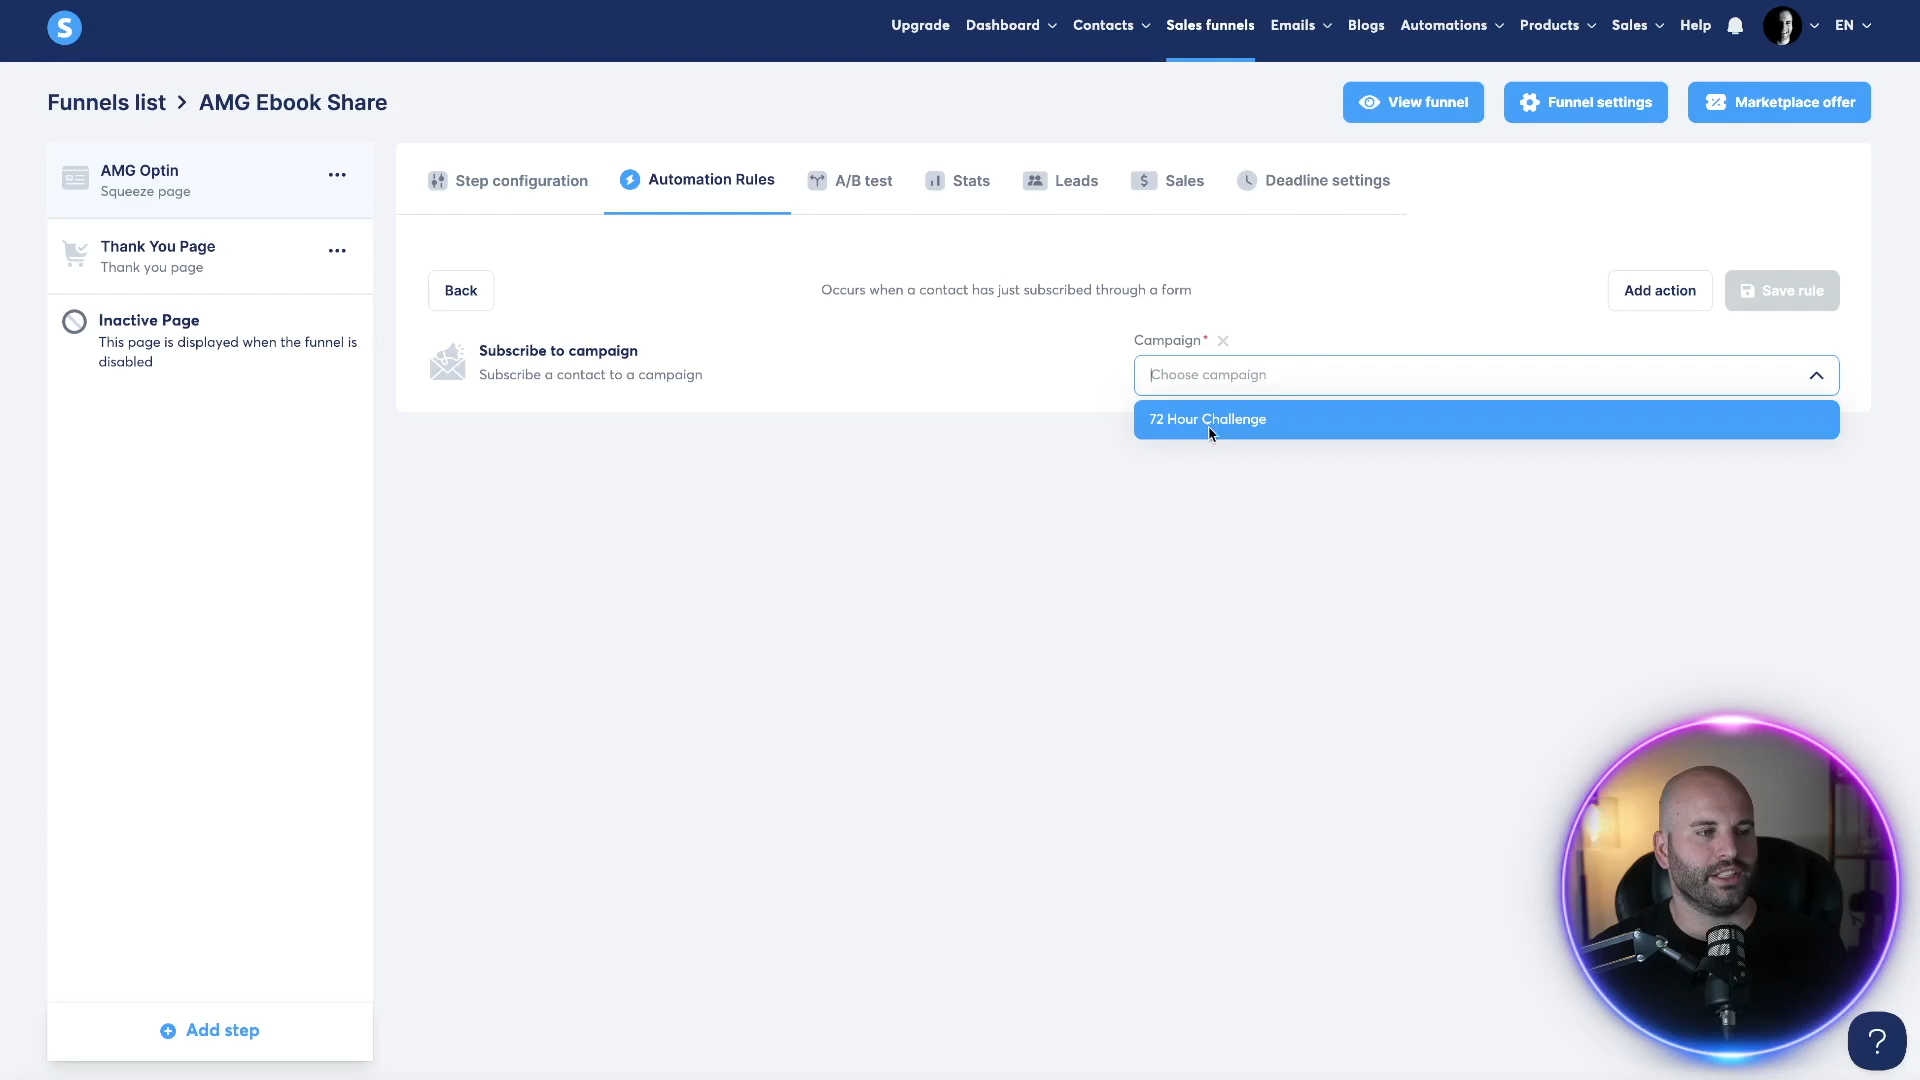 S
Upgrade Dashboard Contacts Sales funnels Emails Blogs Automations Products Sales Help EN
Funnels list > AMG Ebook Share
View funnel
Funnel settings
Marketplace offer
AMG Optin
Squeeze page
Thank You Page
Thank you page
Inactive Page
This page is displayed when the funnel is
disabled
Add step
Step configuration Automation Rules A/B test Stats Leads Sales Deadline settings
Back
Occurs when a contact has just subscribed through a form
Add action
Save rule
Subscribe to campaign
Subscribe a contact to a campaign
Campaign*
Choose campaign
72 Hour Challenge
?